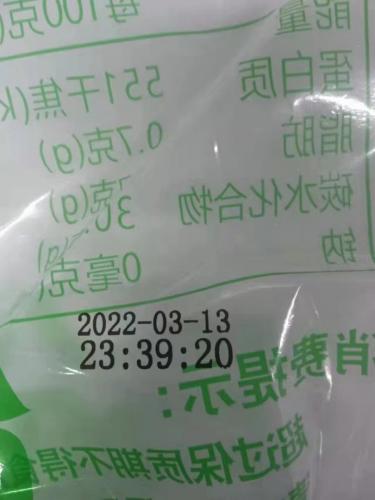 能量 每100克(
蛋白质 551千焦(k
脂肪 0.7克(g)
碳水化合物 克(g)
钠
0毫克(
2022-03-13
23:39:20
消费提示:
超过保质期不得